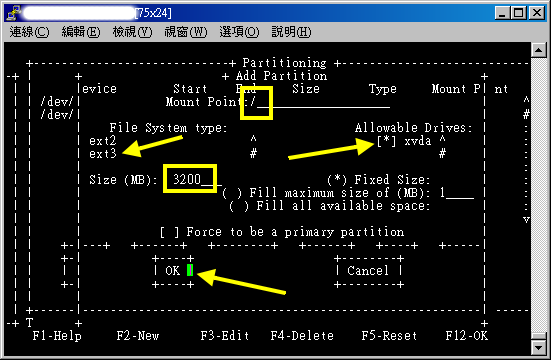 [75x24]
連線(C) 編輯(E) 檢視(V) 視窗(W) 選項(O) 說明(H)
Partitioning
Add Partition
evice Start End Size Type Mount P nt
/dev/ Mount Point:/
/dev/
File System type: Allowable Drives:
ext2 [*] xvda
ext3
Size (MB): 3200 (*) Fixed Size:
( ) Fill maximum size of (MB): 1
( ) Fill all available space:
[ ] Force to be a primary partition
OK Cancel
T
F1-Help F2-New F3-Edit F4-Delete F5-Reset F12-OK